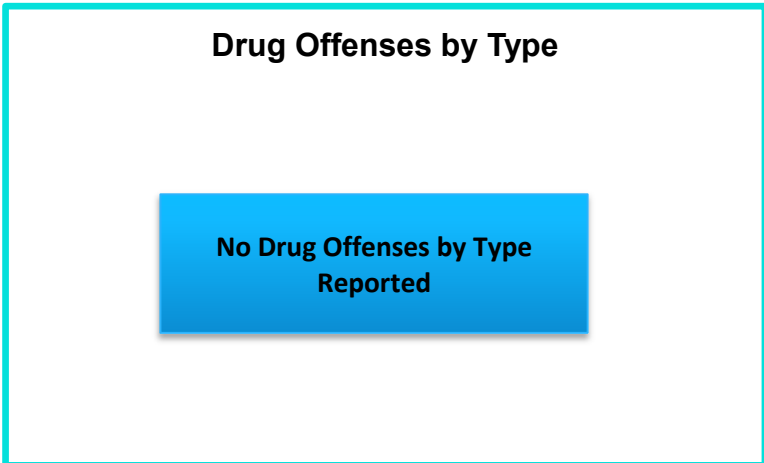 Drug Offenses by Type
No Drug Offenses by Type
Reported